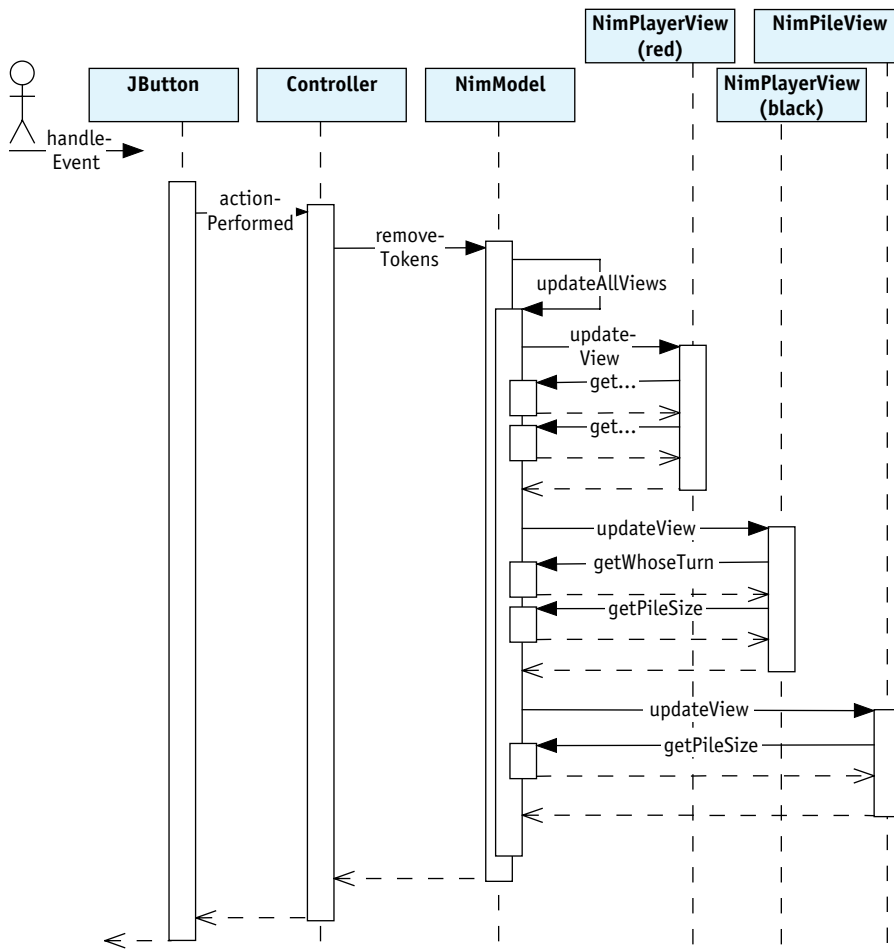 NimPlayerView
(red)
NimPileView
JButton
Controller
NimModel
NimPlayerView
(black)
handle-
Event
action-
Performed
remove-
Tokens
updateAllViews
update-
View
get...
get...
updateView
getWhoseTurn
getPileSize
updateView
getPileSize